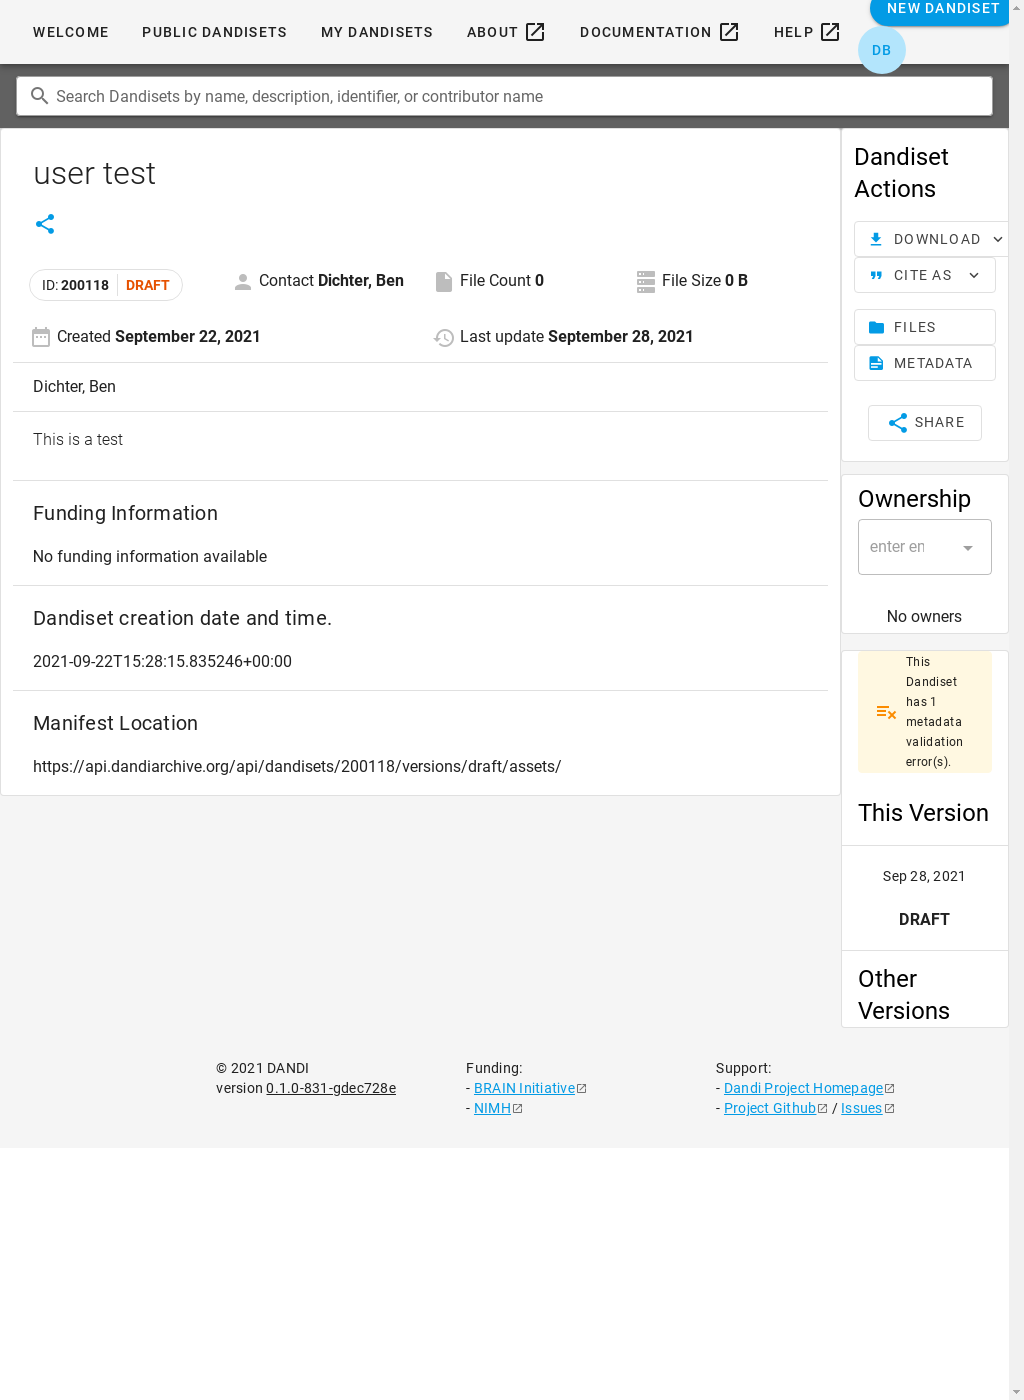 WELCOME PUBLIC DANDISETS MY DANDISETS ABOUT DOCUMENTATION HELP NEW DANDISET
DB
Search Dandisets by name, description, identifier, or contributor name
user test
ID: 200118 DRAFT
Contact Dichter, Ben
File Count 0
File Size 0 B
Created September 22, 2021
Last update September 28, 2021
Dichter, Ben
This is a test
Funding Information
No funding information available
Dandiset creation date and time.
2021-09-22T15:28:15.835246+00:00
Manifest Location
https://api.dandiarchive.org/api/dandisets/200118/versions/draft/assets/
Dandiset
Actions
DOWNLOAD
CITE AS
FILES
METADATA
SHARE
Ownership
enter en
No owners
This
Dandiset
has 1
metadata
validation
error(s).
This Version
Sep 28, 2021
DRAFT
Other
Versions
© 2021 DANDI
version 0.1.0-831-gdec728e
Funding:
- BRAIN Initiative
- NIMH
Support:
- Dandi Project Homepage
- Project Github / Issues